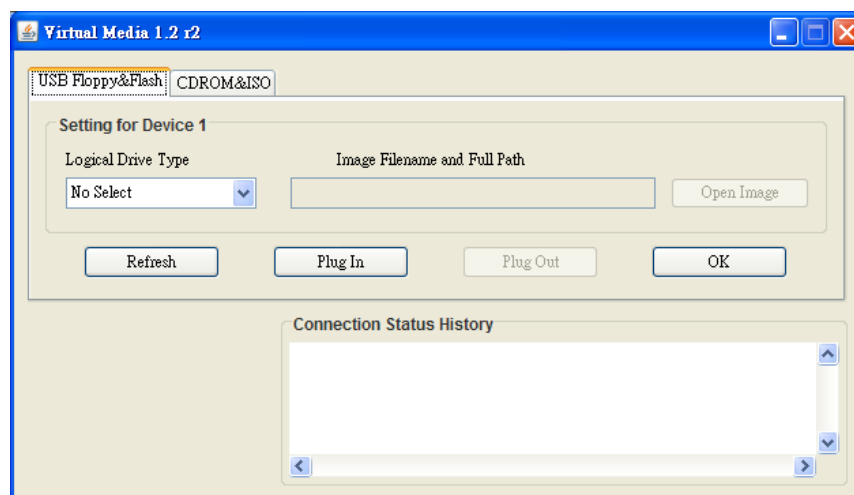 Virtual Media 1.2 r2
USB Floppy&Flash CDROM&ISO
Setting for Device 1
Logical Drive Type Image Filename and Full Path
No Select Open Image
Refresh Plug In Plug Out OK
Connection Status History